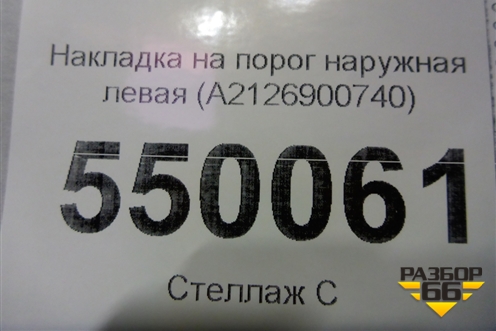 Накладка на порог наружная
левая (A2126900740)
550061
Стеллаж С
РАЗБОР
66